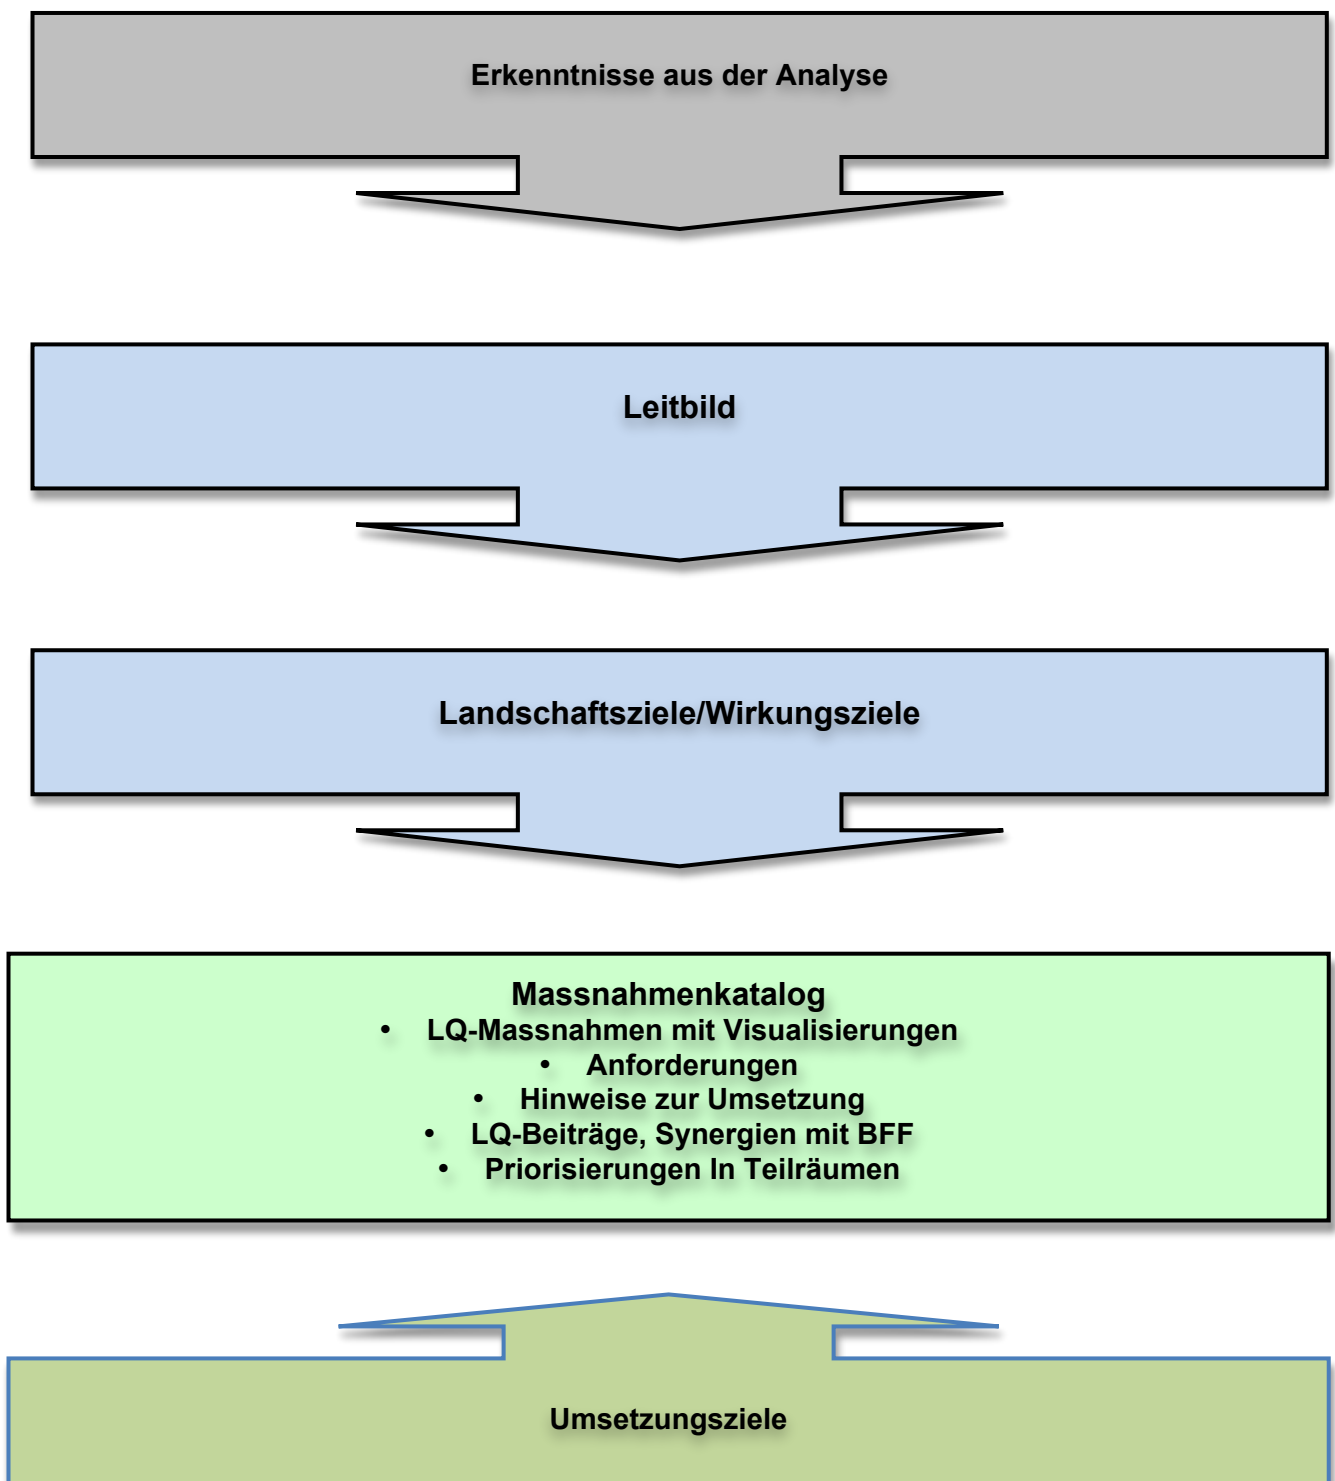 Erkenntnisse aus der Analyse
Leitbild
Landschaftsziele/Wirkungsziele
Massnahmenkatalog
• LQ-Massnahmen mit Visualisierungen
• Anforderungen
• Hinweise zur Umsetzung
• LQ-Beiträge, Synergien mit BFF
• Priorisierungen In Teilräumen
Umsetzungsziele